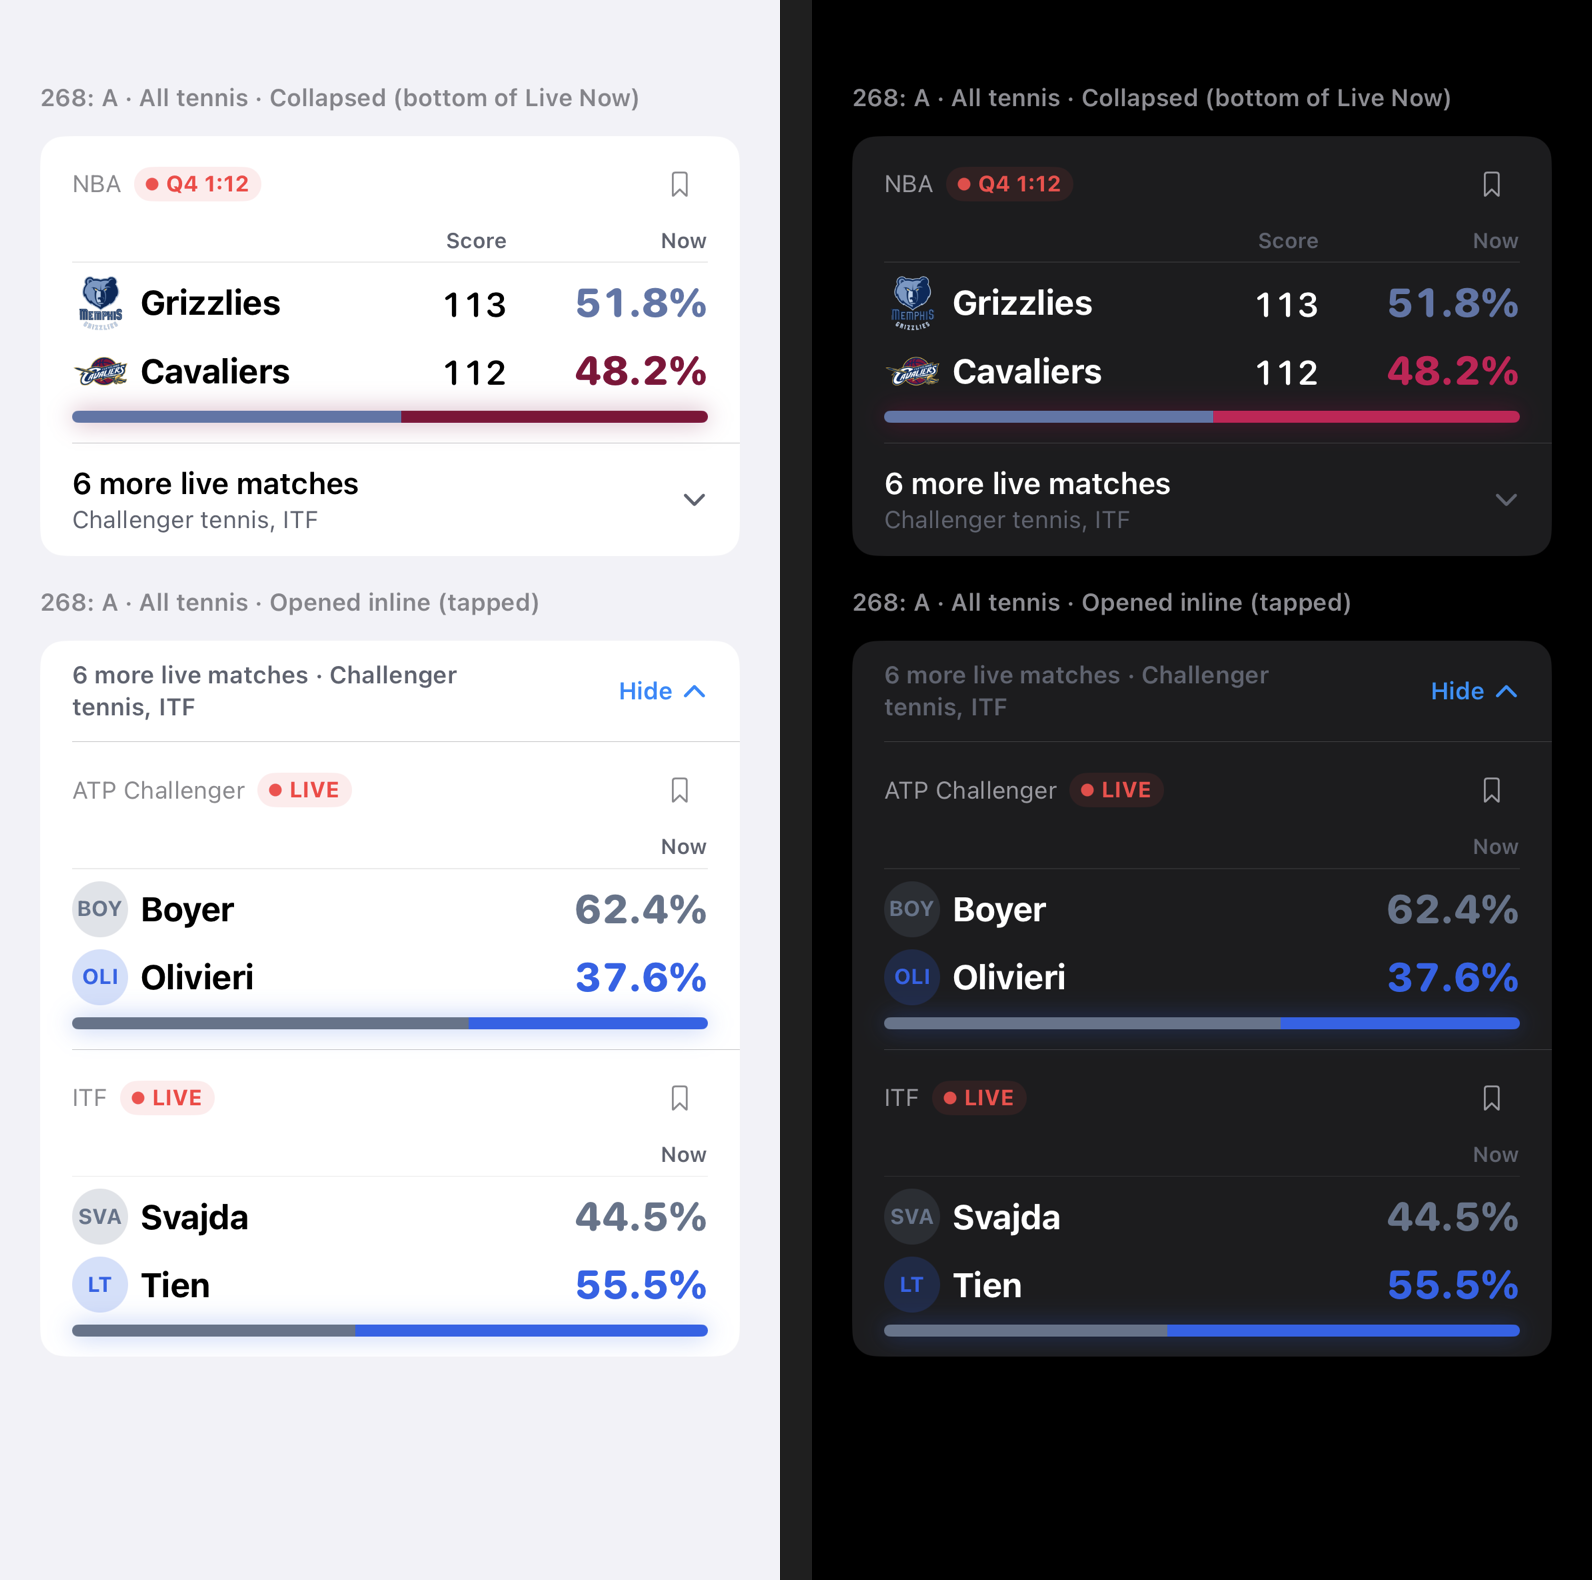 268: A · All tennis · Collapsed (bottom of Live Now)
NBA Q4 1:12
Score Now
MEMPHIS GRIZZLIES Grizzlies 113 51.8%
CAVALIERS Cavaliers 112 48.2%
6 more live matches
Challenger tennis, ITF
268: A · All tennis · Opened inline (tapped)
6 more live matches · Challenger
tennis, ITF
Hide
ATP Challenger LIVE
Now
BOY Boyer 62.4%
OLI Olivieri 37.6%
ITF LIVE
Now
SVA Svajda 44.5%
LT Tien 55.5%
268: A · All tennis · Collapsed (bottom of Live Now)
NBA Q4 1:12
Score Now
MEMPHIS GRIZZLIES Grizzlies 113 51.8%
CAVALIERS Cavaliers 112 48.2%
6 more live matches
Challenger tennis, ITF
268: A · All tennis · Opened inline (tapped)
6 more live matches · Challenger
tennis, ITF
Hide
ATP Challenger LIVE
Now
BOY Boyer 62.4%
OLI Olivieri 37.6%
ITF LIVE
Now
SVA Svajda 44.5%
LT Tien 55.5%